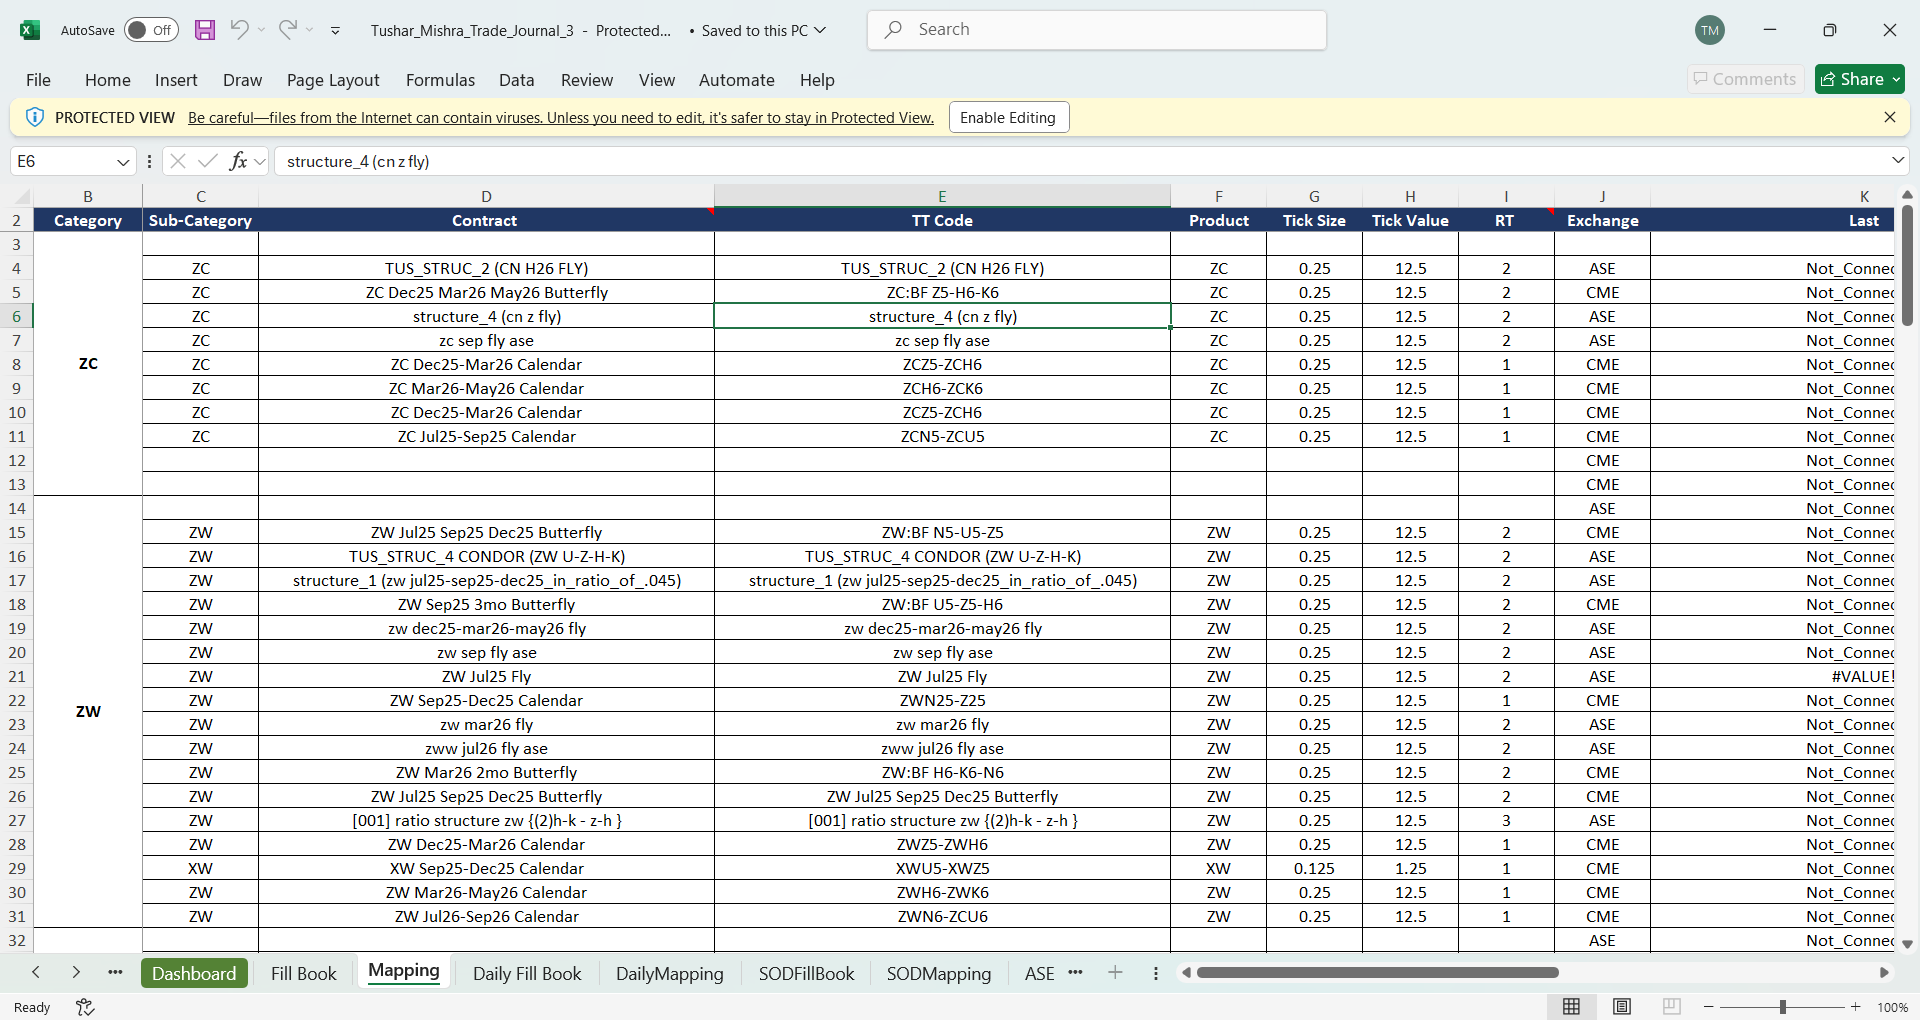 AutoSave Off Tushar_Mishra_Trade_Journal_3 - Protected... • Saved to this PC Search TM
File Home Insert Draw Page Layout Formulas Data Review View Automate Help Comments Share
PROTECTED VIEW Be careful—files from the Internet can contain viruses. Unless you need to edit, it's safer to stay in Protected View. Enable Editing
E6 fx structure_4 (cn z fly)
B C D E F G H I J K
2 Category Sub-Category Contract TT Code Product Tick Size Tick Value RT Exchange Last
3
4 ZC TUS_STRUC_2 (CN H26 FLY) TUS_STRUC_2 (CN H26 FLY) ZC 0.25 12.5 2 ASE Not_Connec
5 ZC ZC Dec25 Mar26 May26 Butterfly ZC:BF Z5-H6-K6 ZC 0.25 12.5 2 CME Not_Connec
6 ZC structure_4 (cn z fly) structure_4 (cn z fly) ZC 0.25 12.5 2 ASE Not_Connec
7 ZC zc sep fly ase zc sep fly ase ZC 0.25 12.5 2 ASE Not_Connec
8 ZC ZC ZC Dec25-Mar26 Calendar ZCZ5-ZCH6 ZC 0.25 12.5 1 CME Not_Connec
9 ZC ZC Mar26-May26 Calendar ZCH6-ZCK6 ZC 0.25 12.5 1 CME Not_Connec
10 ZC ZC Dec25-Mar26 Calendar ZCZ5-ZCH6 ZC 0.25 12.5 1 CME Not_Connec
11 ZC ZC Jul25-Sep25 Calendar ZCN5-ZCU5 ZC 0.25 12.5 1 CME Not_Connec
12 CME Not_Connec
13 CME Not_Connec
14 ASE Not_Connec
15 ZW ZW Jul25 Sep25 Dec25 Butterfly ZW:BF N5-U5-Z5 ZW 0.25 12.5 2 CME Not_Connec
16 ZW TUS_STRUC_4 CONDOR (ZW U-Z-H-K) TUS_STRUC_4 CONDOR (ZW U-Z-H-K) ZW 0.25 12.5 2 ASE Not_Connec
17 ZW structure_1 (zw jul25-sep25-dec25_in_ratio_of_.045) structure_1 (zw jul25-sep25-dec25_in_ratio_of_.045) ZW 0.25 12.5 2 ASE Not_Connec
18 ZW ZW Sep25 3mo Butterfly ZW:BF U5-Z5-H6 ZW 0.25 12.5 2 CME Not_Connec
19 ZW zw dec25-mar26-may26 fly zw dec25-mar26-may26 fly ZW 0.25 12.5 2 ASE Not_Connec
20 ZW zw sep fly ase zw sep fly ase ZW 0.25 12.5 2 ASE Not_Connec
21 ZW ZW Jul25 Fly ZW Jul25 Fly ZW 0.25 12.5 2 ASE #VALUE!
22 ZW ZW Sep25-Dec25 Calendar ZWN25-Z25 ZW 0.25 12.5 1 CME Not_Connec
23 ZW ZW zw mar26 fly zw mar26 fly ZW 0.25 12.5 2 ASE Not_Connec
24 ZW zww jul26 fly ase zww jul26 fly ase ZW 0.25 12.5 2 ASE Not_Connec
25 ZW ZW Mar26 2mo Butterfly ZW:BF H6-K6-N6 ZW 0.25 12.5 2 CME Not_Connec
26 ZW ZW Jul25 Sep25 Dec25 Butterfly ZW Jul25 Sep25 Dec25 Butterfly ZW 0.25 12.5 2 CME Not_Connec
27 ZW [001] ratio structure zw {(2)h-k - z-h } [001] ratio structure zw {(2)h-k - z-h } ZW 0.25 12.5 3 ASE Not_Connec
28 ZW ZW Dec25-Mar26 Calendar ZWZ5-ZWH6 ZW 0.25 12.5 1 CME Not_Connec
29 XW XW Sep25-Dec25 Calendar XWU5-XWZ5 XW 0.125 1.25 1 CME Not_Connec
30 ZW ZW Mar26-May26 Calendar ZWH6-ZWK6 ZW 0.25 12.5 1 CME Not_Connec
31 ZW ZW Jul26-Sep26 Calendar ZWN6-ZCU6 ZW 0.25 12.5 1 CME Not_Connec
32 ASE Not_Connec
Dashboard Fill Book Mapping Daily Fill Book DailyMapping SODFillBook SODMapping ASE
Ready 100%